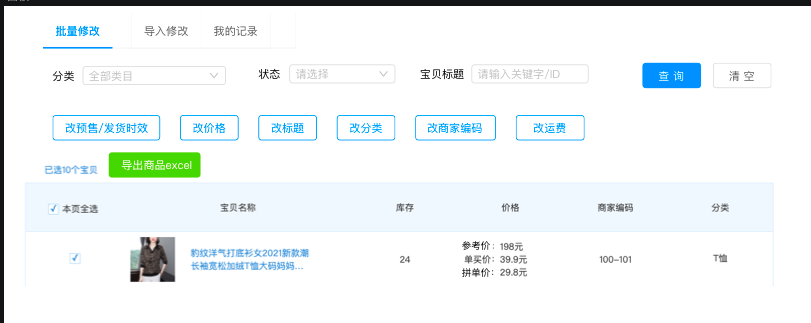 批量修改 导入修改 我的记录
分类 全部类目 状态 请选择 宝贝标题 请输入关键字/ID 查 询 清 空
改预售/发货时效 改价格 改标题 改分类 改商家编码 改运费
已选10个宝贝 导出商品excel
本页全选 宝贝名称 库存 价格 商家编码 分类
豹纹洋气打底衫女2021新款潮
长袖宽松加绒T恤大码妈妈...
24
参考价：198元
单买价：39.9元
拼单价：29.8元
100-101
T恤